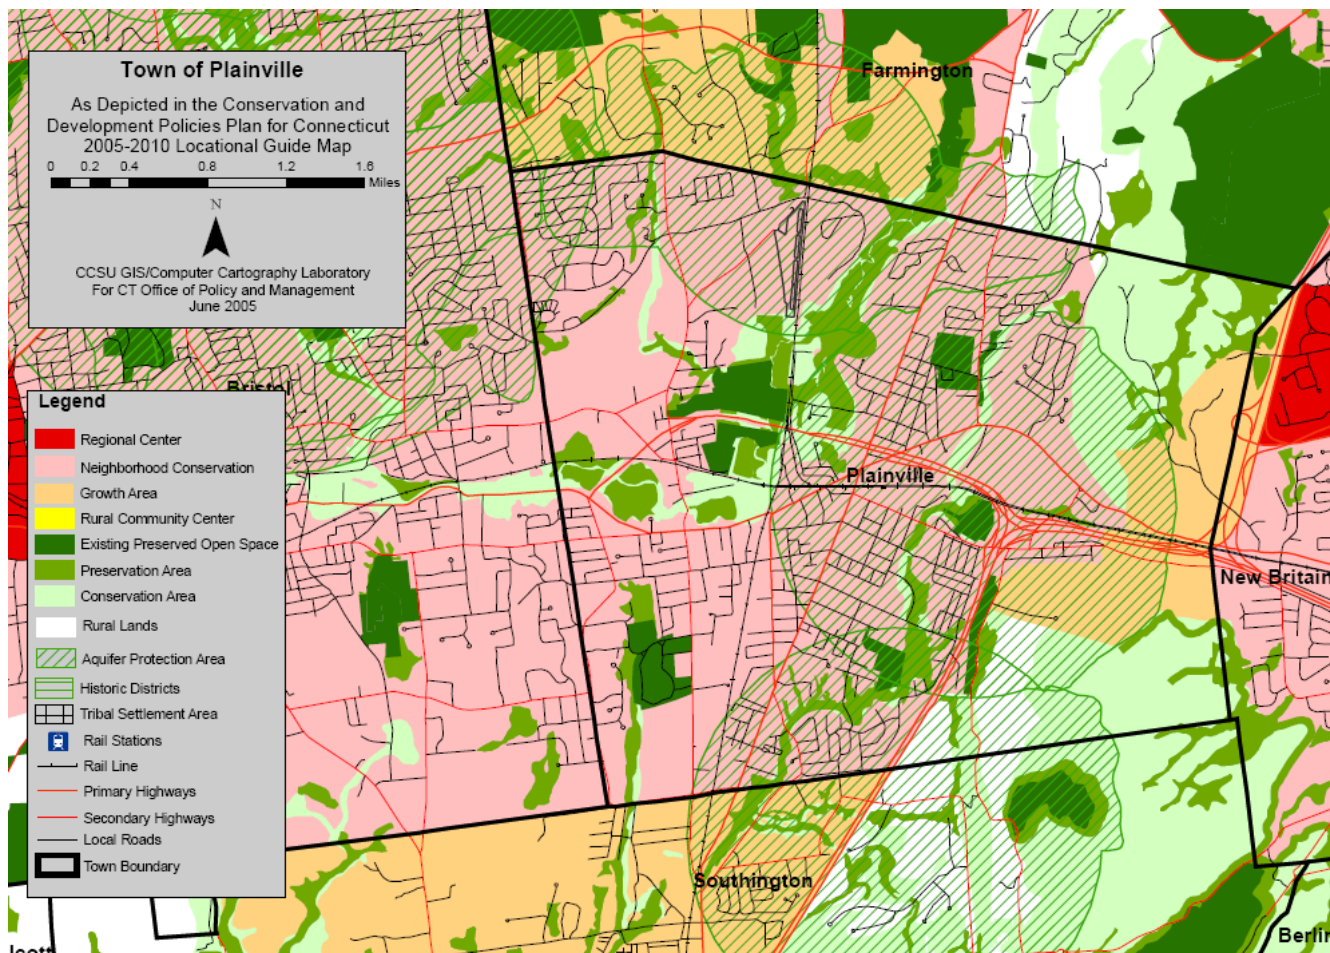 Town of Plainville
As Depicted in the Conservation and
Development Policies Plan for Connecticut
2005-2010 Locational Guide Map
0 0.2 0.4 0.8 1.2 1.6
Miles
N
CCSU GIS/Computer Cartography Laboratory
For CT Office of Policy and Management
June 2005
Farmington
Bristol
Legend
Regional Center
Neighborhood Conservation
Growth Area
Rural Community Center
Existing Preserved Open Space
Preservation Area
Conservation Area
Rural Lands
Aquifer Protection Area
Historic Districts
Tribal Settlement Area
Rail Stations
Rail Line
Primary Highways
Secondary Highways
Local Roads
Town Boundary
Plainville
New Britain
Southington
Berlin